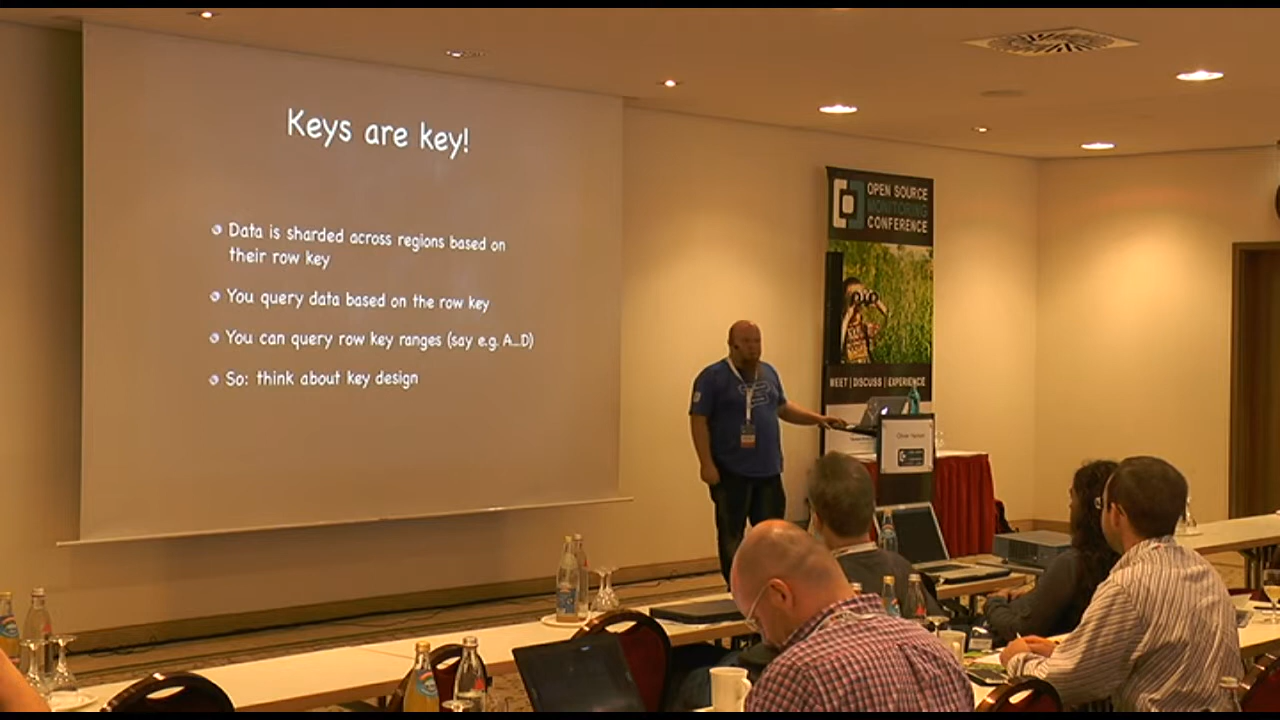 Keys are key!
Data is sharded across regions based on
their row key
You query data based on the row key
You can query row key ranges (say e.g. A...D)
So: think about key design
OPEN SOURCE
MONITORING
CONFERENCE
MEET | DISCUSS | EXPERIENCE